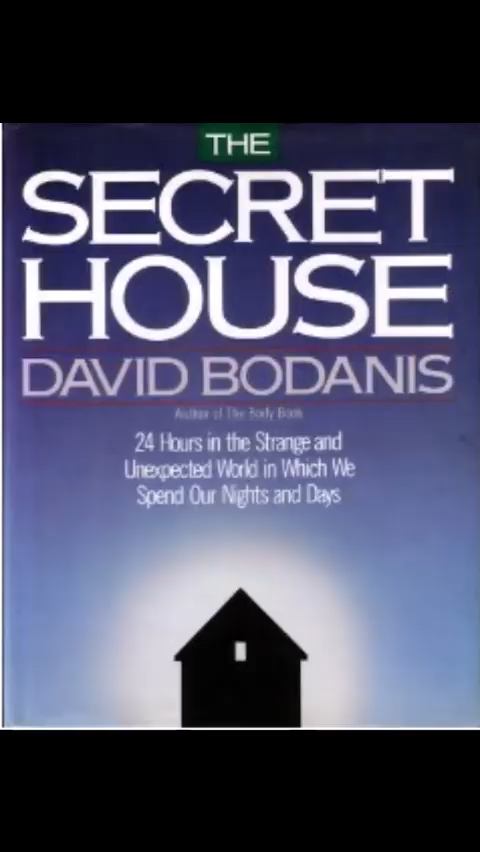 THE
SECRET
HOUSE
DAVID BODANIS
Author of The Body Book
24 Hours in the Strange and
Unexpected World in Which We
Spend Our Nights and Days